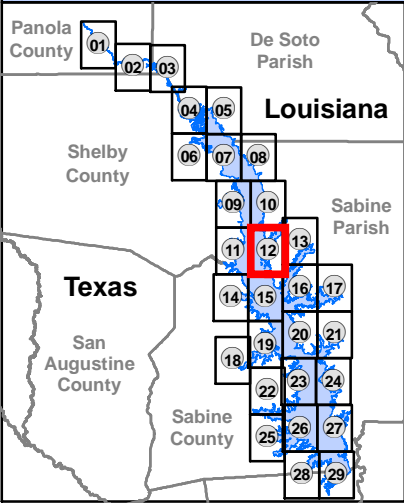 Panola
County
01
02
03
De Soto
Parish
04
05
Louisiana
Shelby
County
06
07
08
09
10
Sabine
Parish
11
12
13
Texas
14
15
16
17
San
Augustine
County
18
19
20
21
22
23
24
Sabine
County
25
26
27
28
29